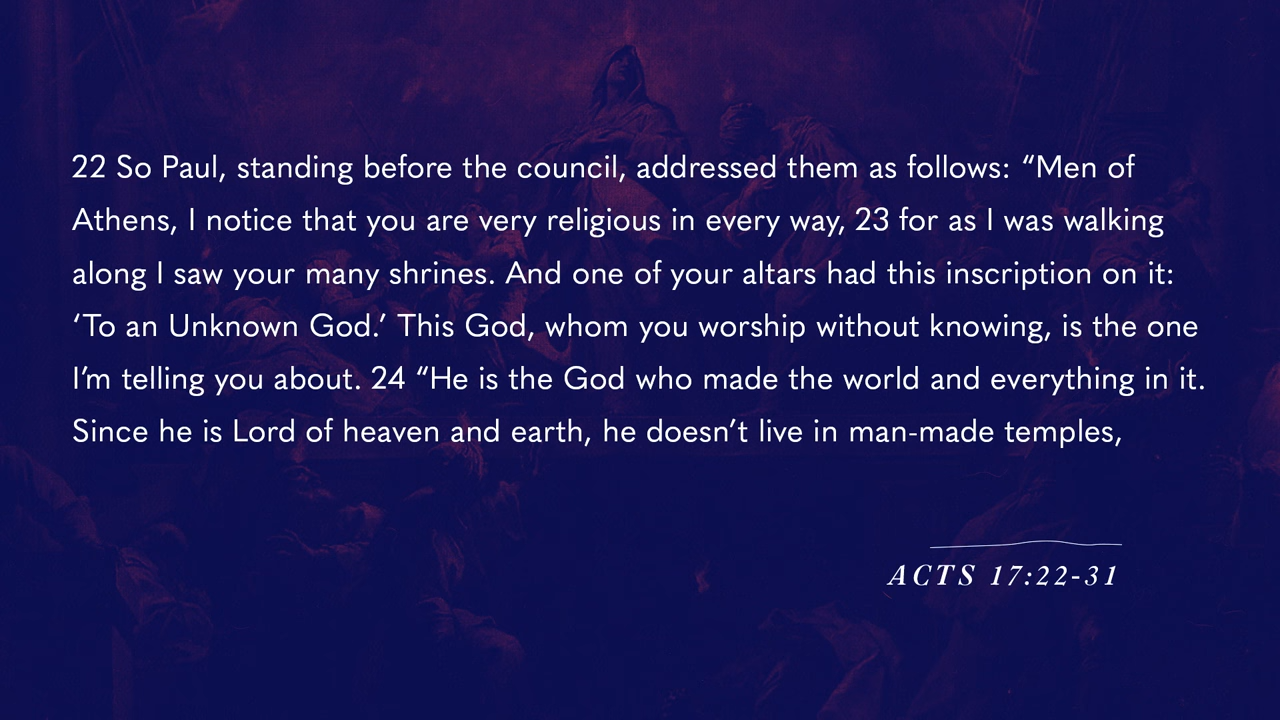 22 So Paul, standing before the council, addressed them as follows: “Men of
Athens, I notice that you are very religious in every way, 23 for as I was walking
along I saw your many shrines. And one of your altars had this inscription on it:
‘To an Unknown God.’ This God, whom you worship without knowing, is the one
I’m telling you about. 24 “He is the God who made the world and everything in it.
Since he is Lord of heaven and earth, he doesn’t live in man-made temples,
ACTS 17:22-31